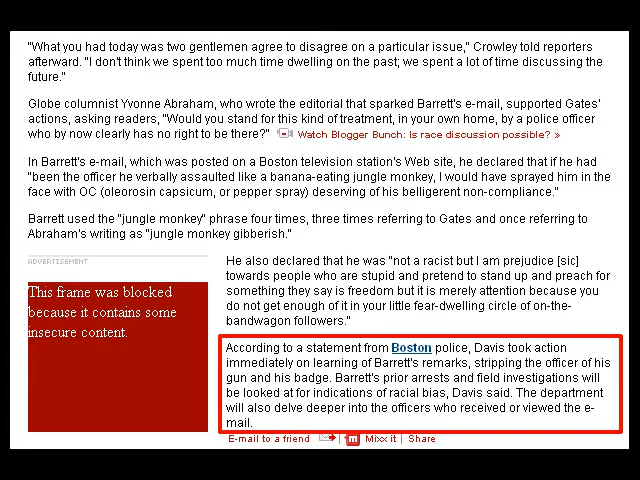 "What you had today was two gentlemen agree to disagree on a particular issue," Crowley told reporters
afterward. "I don't think we spent too much time dwelling on the past; we spent a lot of time discussing the
future."
Globe columnist Yvonne Abraham, who wrote the editorial that sparked Barrett's e-mail, supported Gates'
actions, asking readers, "Would you stand for this kind of treatment, in your own home, by a police officer
who by now clearly has no right to be there?" Watch Blogger Bunch: Is race discussion possible? »
In Barrett's e-mail, which was posted on a Boston television station's Web site, he declared that if he had
"been the officer he verbally assaulted like a banana-eating jungle monkey, I would have sprayed him in the
face with OC (oleorosin capsicum, or pepper spray) deserving of his belligerent non-compliance."
Barrett used the "jungle monkey" phrase four times, three times referring to Gates and once referring to
Abraham's writing as "jungle monkey gibberish."
ADVERTISEMENT
This frame was blocked
because it contains some
insecure content.
He also declared that he was "not a racist but I am prejudice [sic]
towards people who are stupid and pretend to stand up and preach for
something they say is freedom but it is merely attention because you
do not get enough of it in your little fear-dwelling circle of on-the-
bandwagon followers."
According to a statement from Boston police, Davis took action
immediately on learning of Barrett's remarks, stripping the officer of his
gun and his badge. Barrett's prior arrests and field investigations will
be looked at for indications of racial bias, Davis said. The department
will also delve deeper into the officers who received or viewed the e-
mail.
E-mail to a friend | m Mixx it | Share